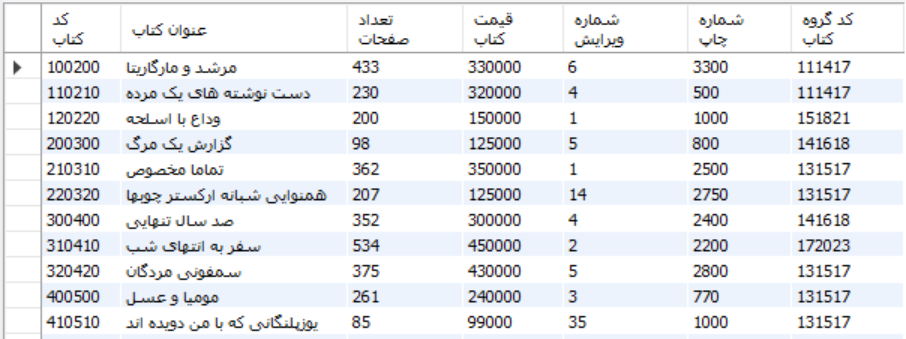 کد کتاب عنوان کتاب تعداد صفحات قیمت کتاب شماره ویرایش شماره چاپ کد گروه کتاب
100200 مرشد و مارگاریتا 433 330000 6 3300 111417
110210 دست نوشته های یک مرده 230 320000 4 500 111417
120220 وداع با اسلحه 200 150000 1 1000 151821
200300 گزارش یک مرگ 98 125000 5 800 141618
210310 تماما مخصوص 362 350000 1 2500 131517
220320 همنوایی شبانه ارکستر چوبها 207 125000 14 2750 131517
300400 صد سال تنهایی 352 300000 4 2400 141618
310410 سفر به انتهای شب 534 450000 2 2200 172023
320420 سمفونی مردگان 375 430000 5 2800 131517
400500 مومیا و عسل 261 240000 3 770 131517
410510 یوزپلنگانی که با من دویده اند 85 99000 35 1000 131517